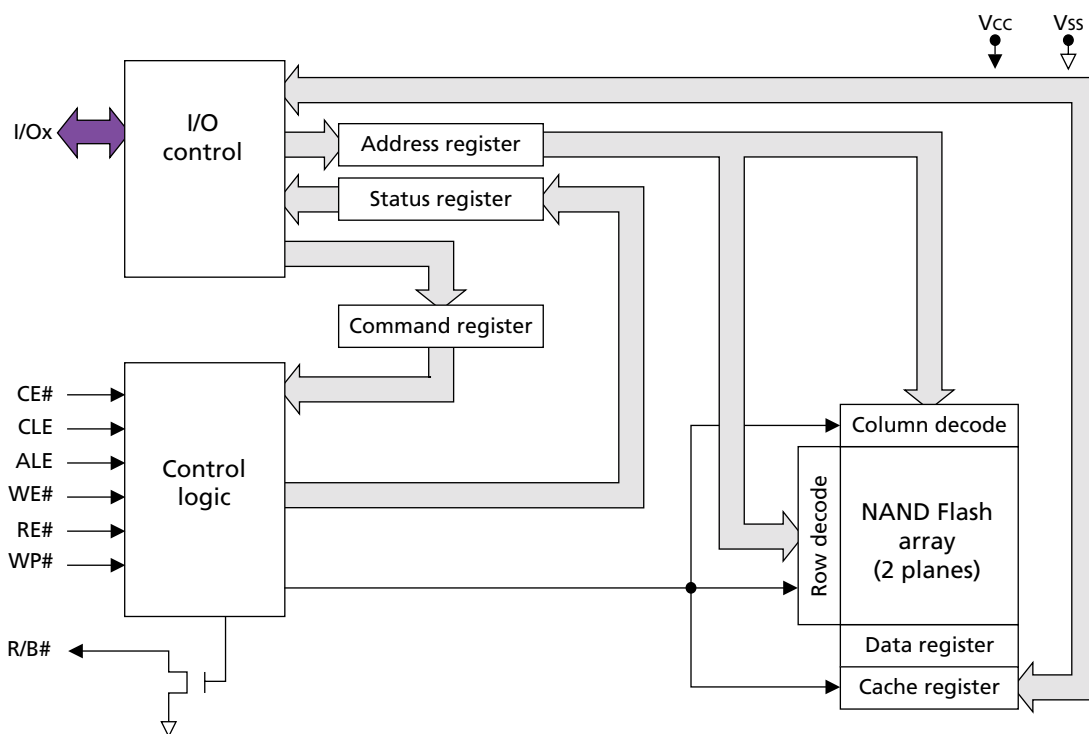 Vcc
Vss
I/Ox
I/O
control
Address register
Status register
Command register
CE#
CLE
ALE
WE#
RE#
WP#
Control
logic
R/B#
Column decode
Row decode
NAND Flash
array
(2 planes)
Data register
Cache register